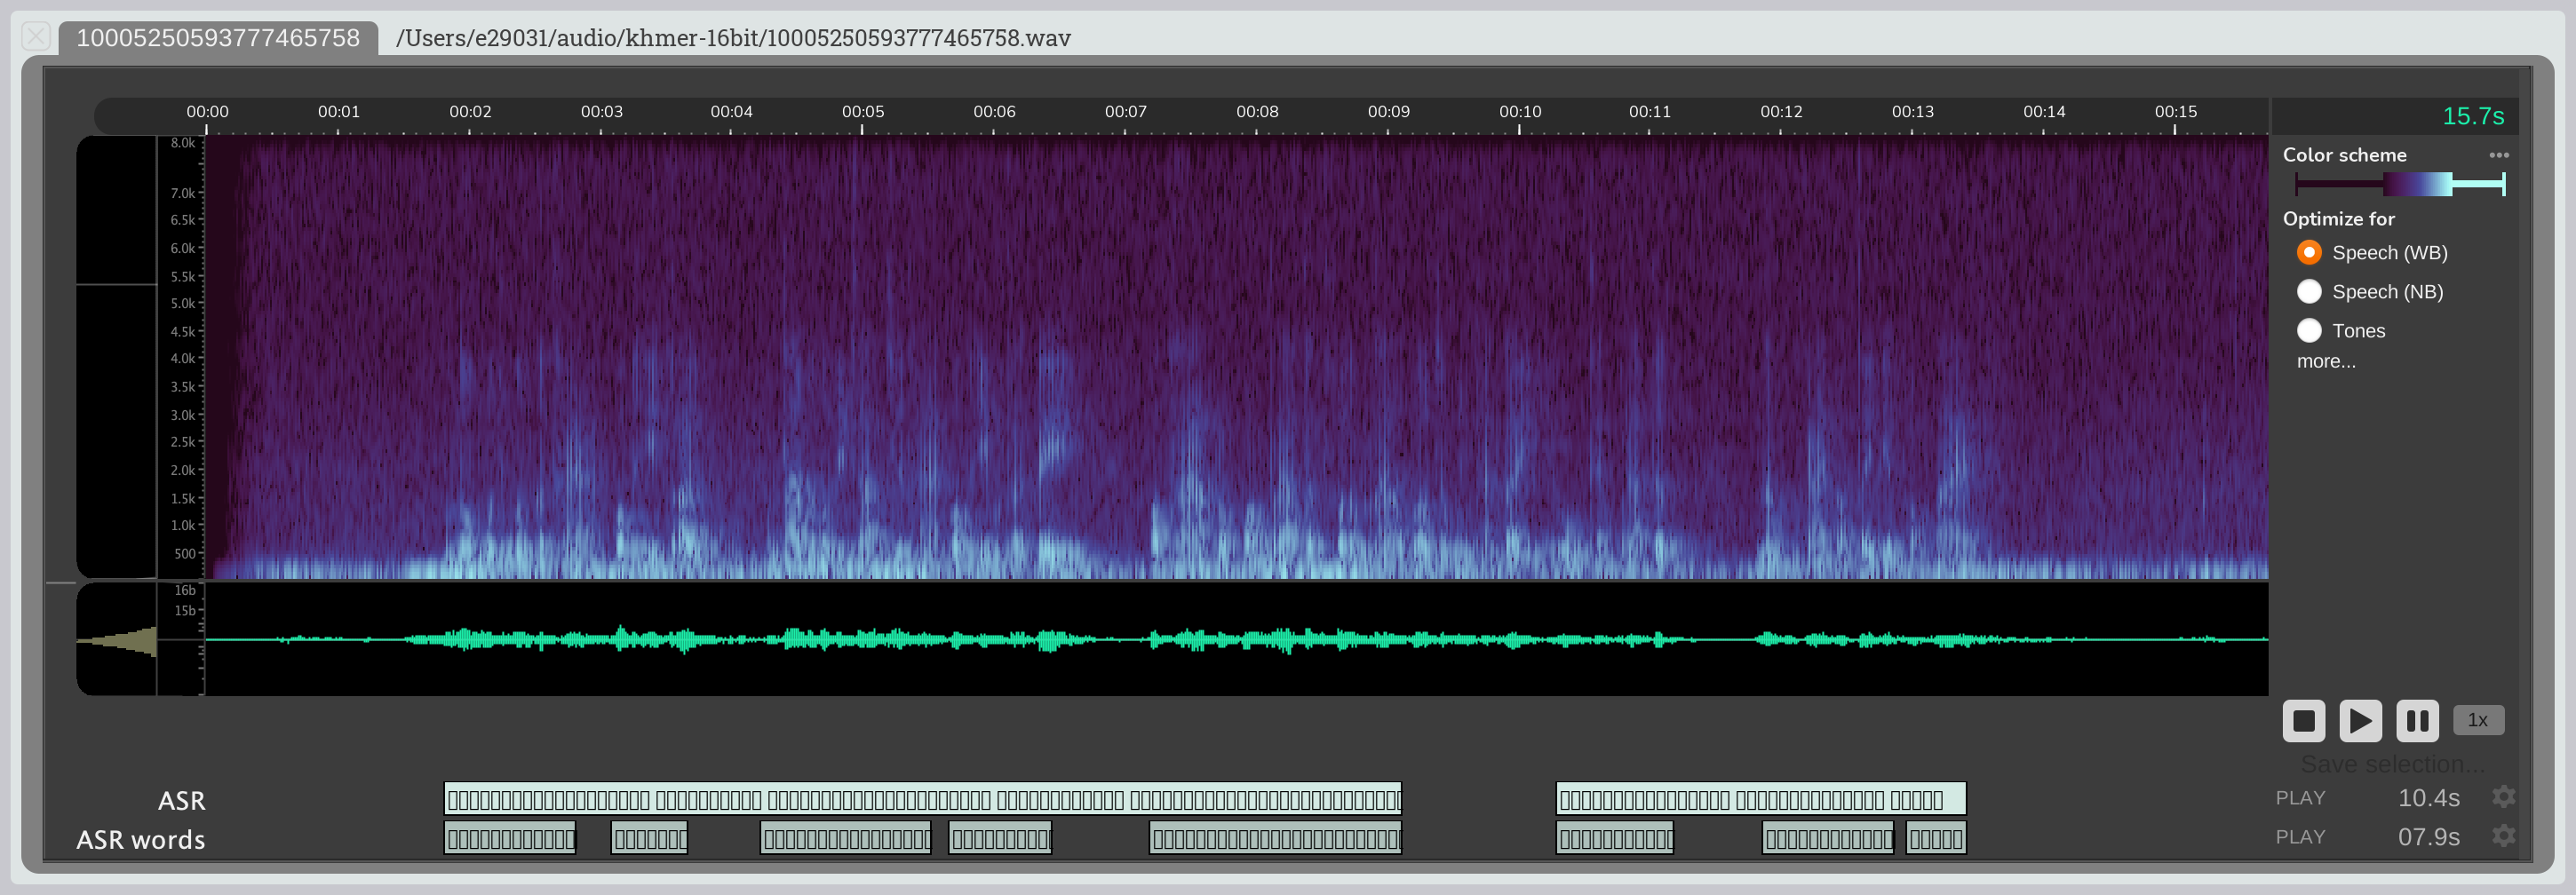 10005250593777465758 /Users/e29031/audio/khmer-16bit/10005250593777465758.wav
00:00 00:01 00:02 00:03 00:04 00:05 00:06 00:07 00:08 00:09 00:10 00:11 00:12 00:13 00:14 00:15 15.7s
8.0k
7.0k
6.5k
6.0k
5.5k
5.0k
4.5k
4.0k
3.5k
3.0k
2.5k
2.0k
1.5k
1.0k
500
16b
15b
Color scheme
Optimize for
Speech (WB)
Speech (NB)
Tones
more...
1x
Save selection...
ASR PLAY 10.4s
ASR words PLAY 07.9s